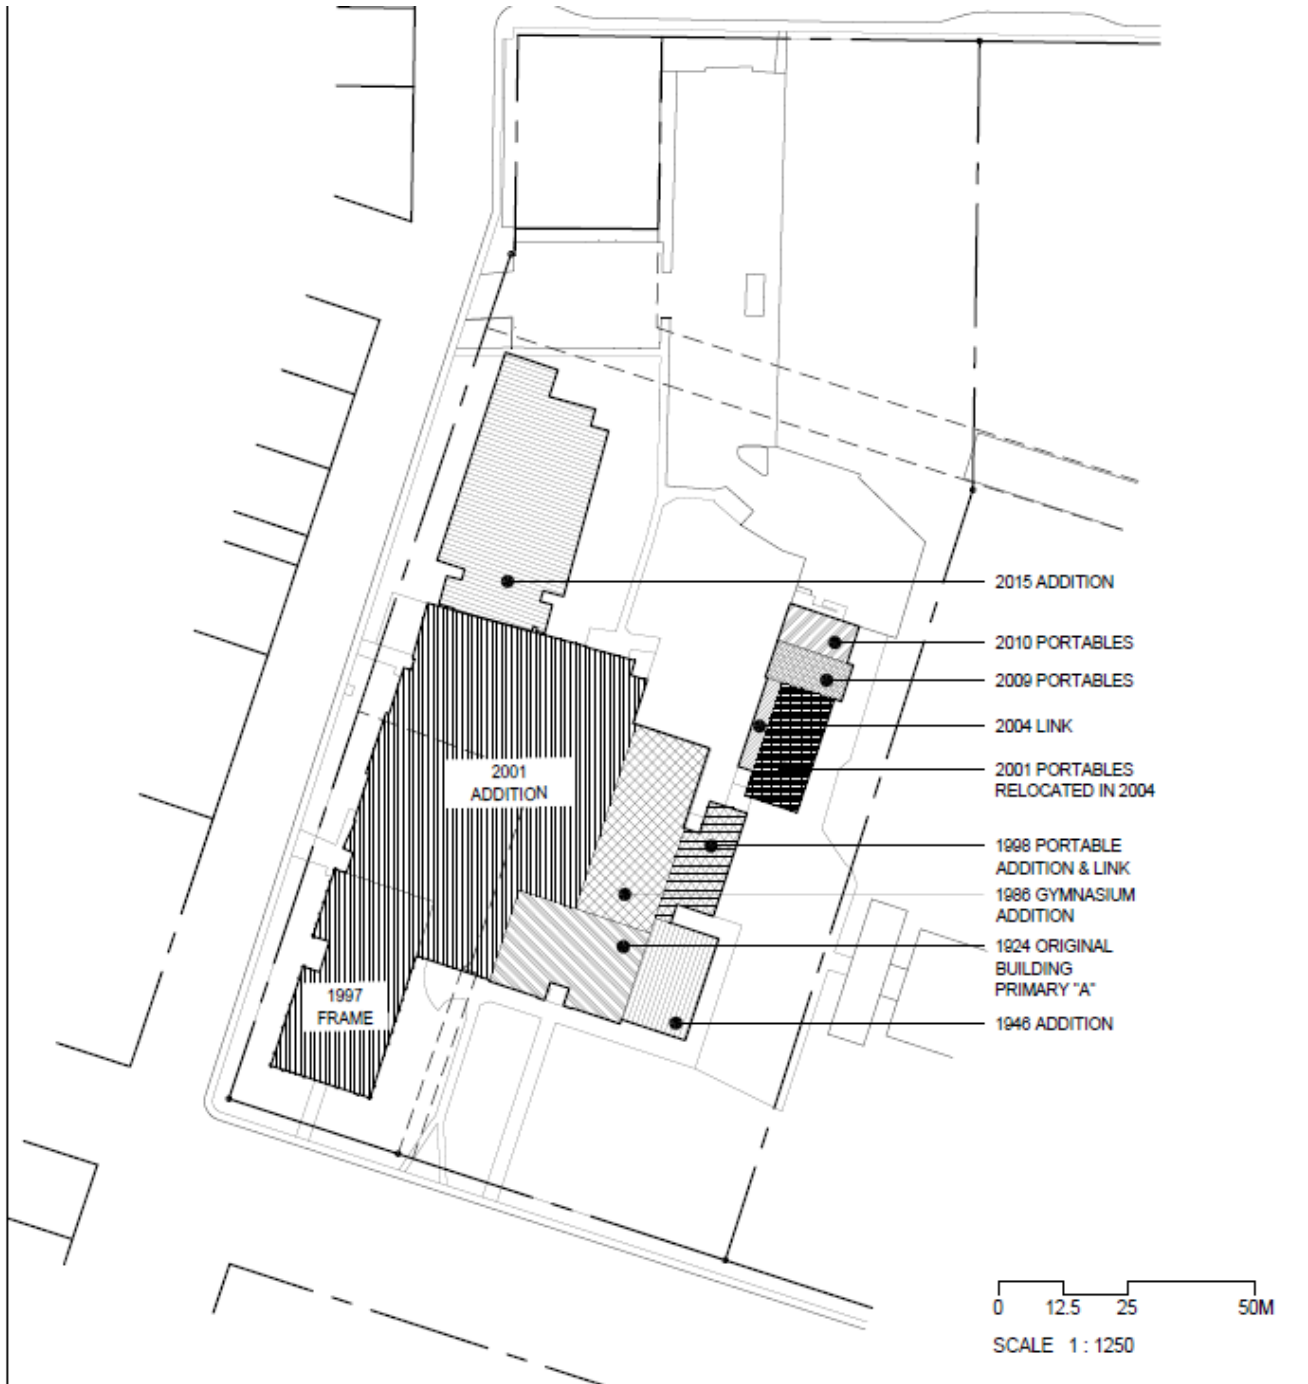 2015 ADDITION
2010 PORTABLES
2009 PORTABLES
2004 LINK
2001 PORTABLES
RELOCATED IN 2004
2001
ADDITION
1998 PORTABLE
ADDITION & LINK
1986 GYMNASIUM
ADDITION
1924 ORIGINAL
BUILDING
PRIMARY "A"
1997
FRAME
1946 ADDITION
0 12.5 25 50M
SCALE 1 : 1250